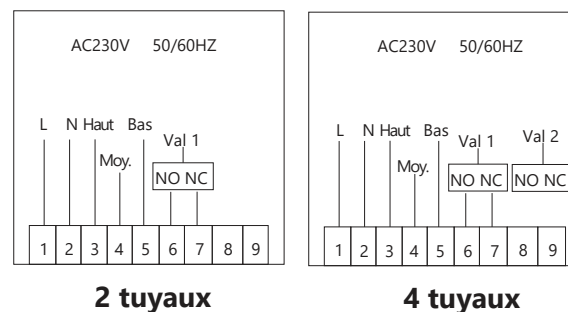 AC230V 50/60HZ
L N Haut Bas
Val 1
Moy.
NO NC
1 2 3 4 5 6 7 8 9
2 tuyaux
AC230V 50/60HZ
L N Haut Bas
Val 1 Val 2
Moy.
NO NC NO NC
1 2 3 4 5 6 7 8 9
4 tuyaux